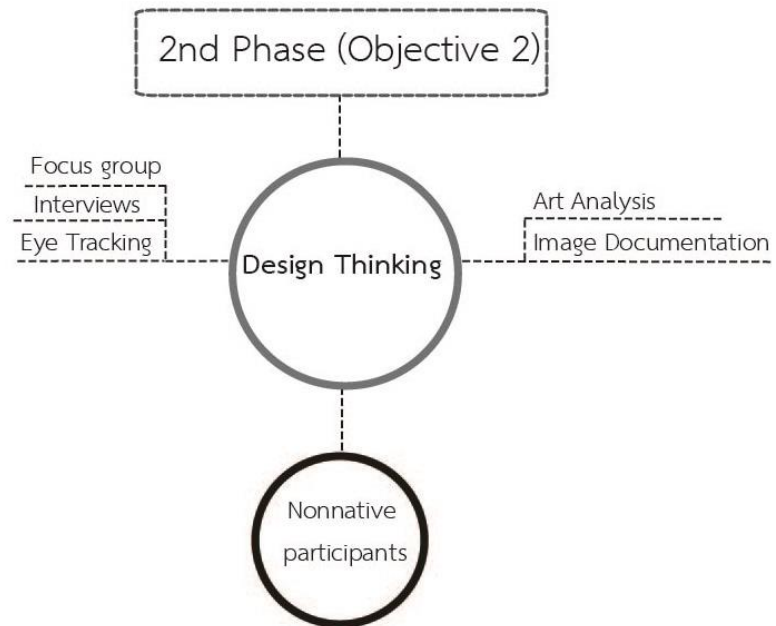 2nd Phase (Objective 2)
Focus group
Interviews
Eye Tracking
Design Thinking
Art Analysis
Image Documentation
Nonnative
participants